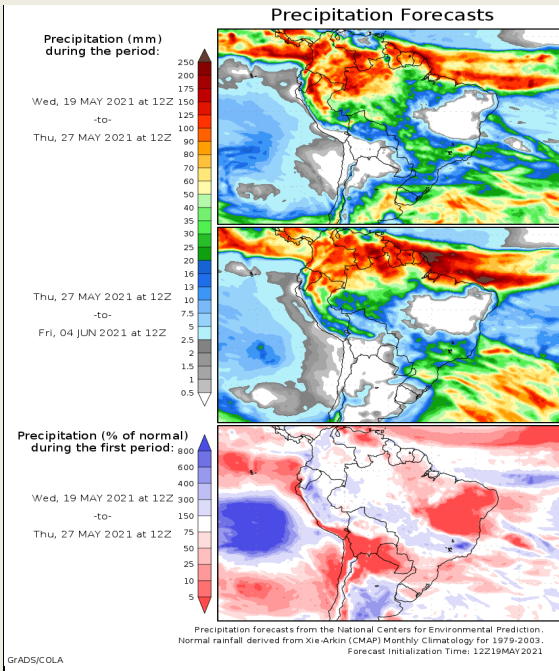 Precipitation Forecasts
Precipitation (mm)
during the period:
Wed, 19 MAY 2021 at 12Z
-to-
Thu, 27 MAY 2021 at 12Z
250
200
175
150
125
100
90
80
70
60
50
40
35
30
25
20
16
13
10
7.5
5
2.5
2
1.5
1
0.5
Thu, 27 MAY 2021 at 12Z
-to-
Fri, 04 JUN 2021 at 12Z
Precipitation (% of normal)
during the first period:
Wed, 19 MAY 2021 at 12Z
-to-
Thu, 27 MAY 2021 at 12Z
800
600
400
300
150
75
50
25
10
5
Precipitation forecasts from the National Centers for Environmental Prediction.
Normal rainfall derived from Xie-Arkin (CMAP) Monthly Climatology for 1979-2003.
Forecast Initialization Time: 12Z19MAY2021
GrADS/COLA